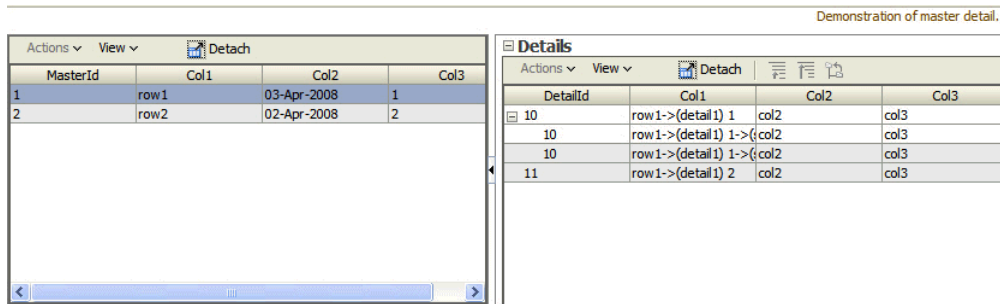 Demonstration of master detail.
Actions View Detach
MasterId Col1 Col2 Col3
1 row1 03-Apr-2008 1
2 row2 02-Apr-2008 2
Details
Actions View Detach
DetailId Col1 Col2 Col3
10 row1->(detail1) 1 col2 col3
10 row1->(detail1) 1->( col2 col3
10 row1->(detail1) 1->( col2 col3
11 row1->(detail1) 2 col2 col3